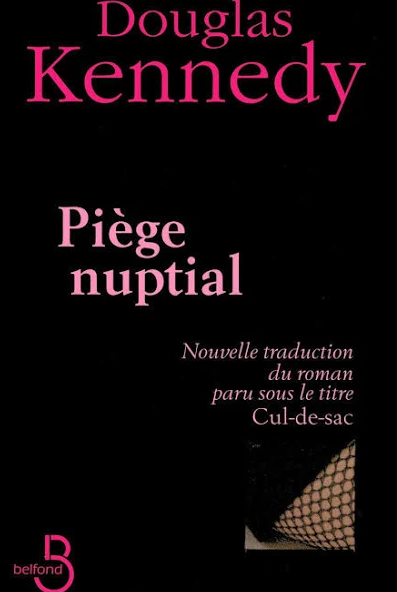 Douglas
Kennedy
Piège
nuptial
Nouvelle traduction
du roman
paru sous le titre
Cul-de-sac
belfond